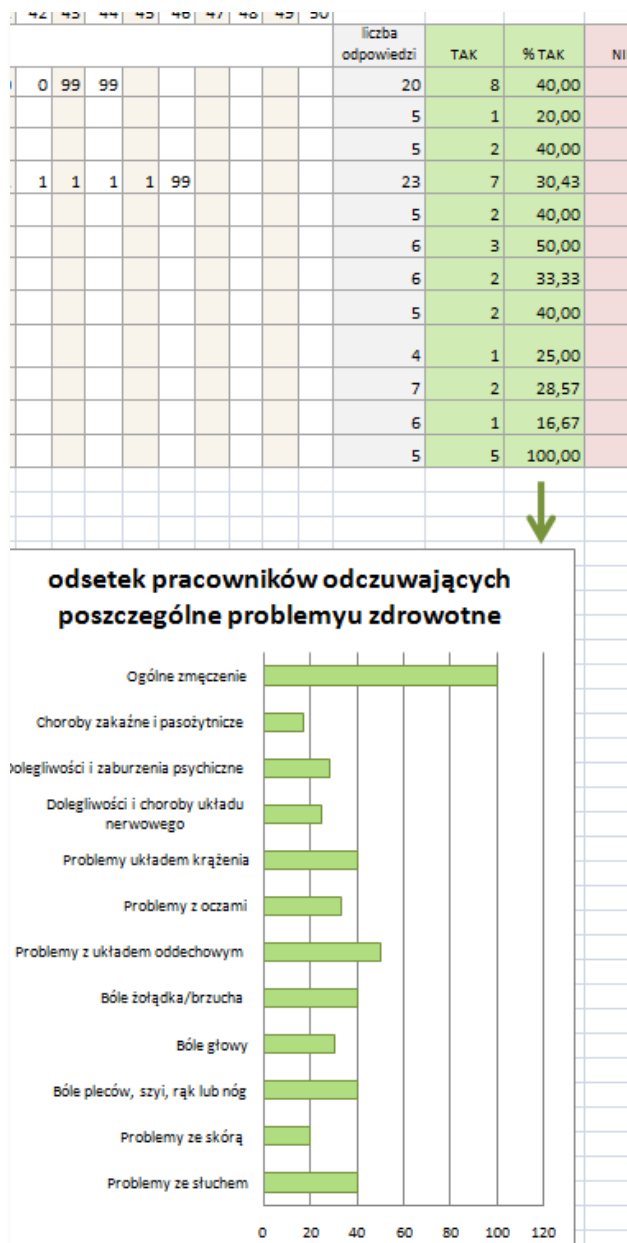 42 43 44 45 46 47 48 49 50
liczba odpowiedzi TAK % TAK NI
0 99 99 20 8 40,00
5 1 20,00
5 2 40,00
1 1 1 1 99 23 7 30,43
5 2 40,00
6 3 50,00
6 2 33,33
5 2 40,00
4 1 25,00
7 2 28,57
6 1 16,67
5 5 100,00
odsetek pracowników odczuwających
poszczególne problemyu zdrowotne
Ogólne zmęczenie
Choroby zakaźne i pasożytnicze
Dolegliwości i zaburzenia psychiczne
Dolegliwości i choroby układu
nerwowego
Problemy układem krążenia
Problemy z oczami
Problemy z układem oddechowym
Bóle żołądka/brzucha
Bóle głowy
Bóle pleców, szyi, rąk lub nóg
Problemy ze skórą
Problemy ze słuchem
0 20 40 60 80 100 120